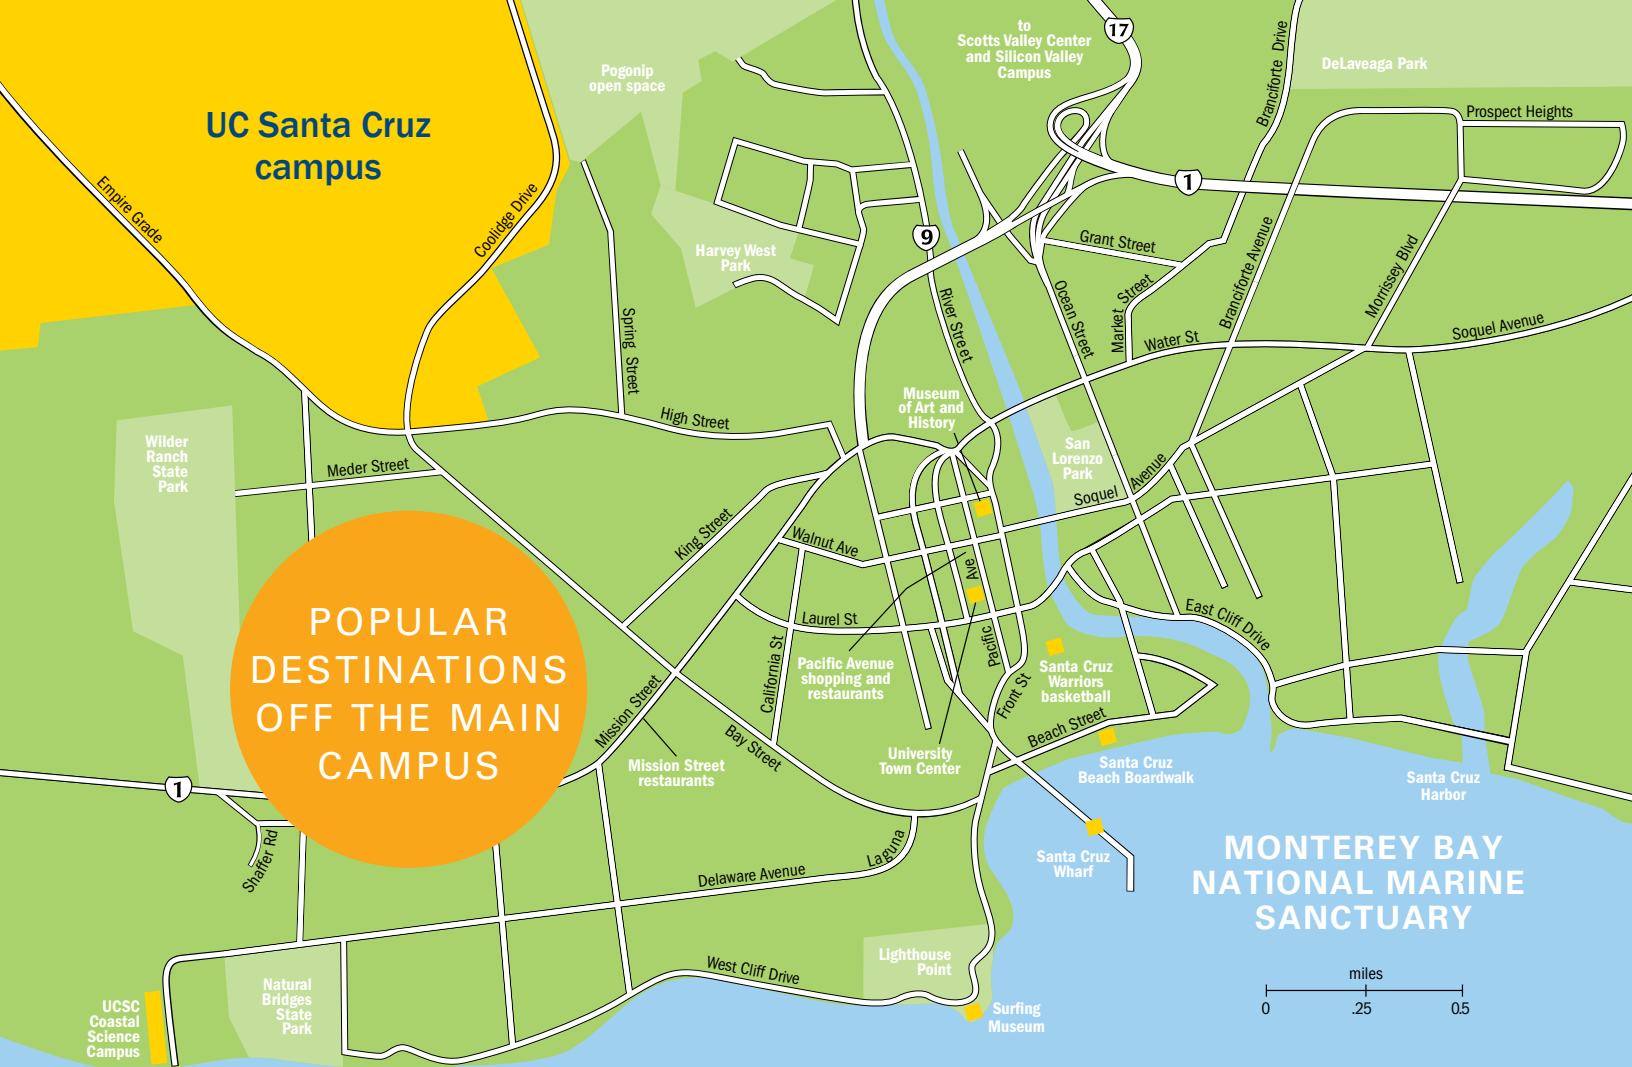 to
Scotts Valley Center
and Silicon Valley
Campus
17
Branciforte Drive
DeLaveaga Park
Pogonip
open space
Prospect Heights
UC Santa Cruz
campus
Empire Grade
Coolidge Drive
1
Harvey West
Park
9
Grant Street
Branciforte Avenue
Morrissey Blvd
Spring Street
River Street
Ocean Street
Market Street
Water St
Soquel Avenue
High Street
Museum
of Art and
History
San
Lorenzo
Park
Wilder
Ranch
State
Park
Meder Street
Soquel Avenue
King Street
Walnut Ave
Pacific Ave
Laurel St
East Cliff Drive
California St
POPULAR
DESTINATIONS
OFF THE MAIN
CAMPUS
Pacific Avenue
shopping and
restaurants
Santa Cruz
Warriors
basketball
Front St
Mission Street
Bay Street
Beach Street
University
Town Center
Mission Street
restaurants
Santa Cruz
Beach Boardwalk
Santa Cruz
Harbor
1
Shaffer Rd
Laguna
Delaware Avenue
Santa Cruz
Wharf
MONTEREY BAY
NATIONAL MARINE
SANCTUARY
Lighthouse
Point
West Cliff Drive
Natural
Bridges
State
Park
UCSC
Coastal
Science
Campus
Surfing
Museum
miles
0 .25 0.5